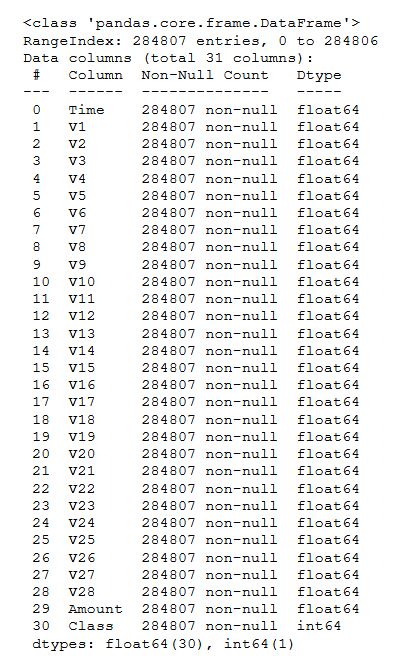 <class 'pandas.core.frame.DataFrame'>
RangeIndex: 284807 entries, 0 to 284806
Data columns (total 31 columns):
 #   Column  Non-Null Count   Dtype
---  ------  --------------   -----
 0   Time    284807 non-null  float64
 1   V1      284807 non-null  float64
 2   V2      284807 non-null  float64
 3   V3      284807 non-null  float64
 4   V4      284807 non-null  float64
 5   V5      284807 non-null  float64
 6   V6      284807 non-null  float64
 7   V7      284807 non-null  float64
 8   V8      284807 non-null  float64
 9   V9      284807 non-null  float64
 10  V10     284807 non-null  float64
 11  V11     284807 non-null  float64
 12  V12     284807 non-null  float64
 13  V13     284807 non-null  float64
 14  V14     284807 non-null  float64
 15  V15     284807 non-null  float64
 16  V16     284807 non-null  float64
 17  V17     284807 non-null  float64
 18  V18     284807 non-null  float64
 19  V19     284807 non-null  float64
 20  V20     284807 non-null  float64
 21  V21     284807 non-null  float64
 22  V22     284807 non-null  float64
 23  V23     284807 non-null  float64
 24  V24     284807 non-null  float64
 25  V25     284807 non-null  float64
 26  V26     284807 non-null  float64
 27  V27     284807 non-null  float64
 28  V28     284807 non-null  float64
 29  Amount  284807 non-null  float64
 30  Class   284807 non-null  int64
 dtypes: float64(30), int64(1)